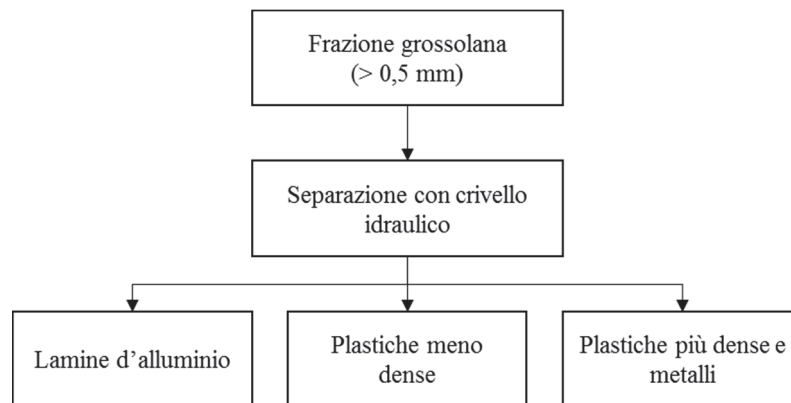 Frazione grossolana
(> 0,5 mm)
Separazione con crivello
idraulico
Lamine d’alluminio
Plastiche meno
dense
Plastiche più dense e
metalli